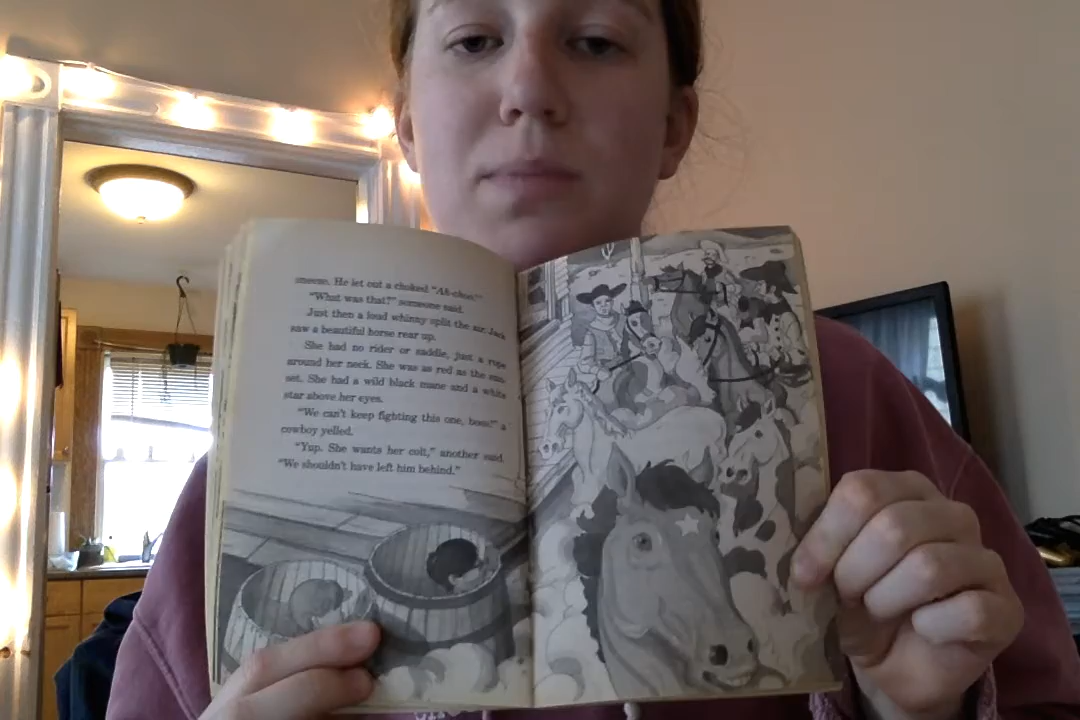 sneeze. He let out a choked "Ah-choo!"
"What was that?" someone said.
Just then a loud whinny split the air. Jack
saw a beautiful horse rear up.
She had no rider or saddle, just a rope
around her neck. She was as red as the sun-
set. She had a wild black mane and a white
star above her eyes.
"We can't keep fighting this one, boss!" a
cowboy yelled.
"Yup. She wants her colt," another said.
"We shouldn't have left him behind."